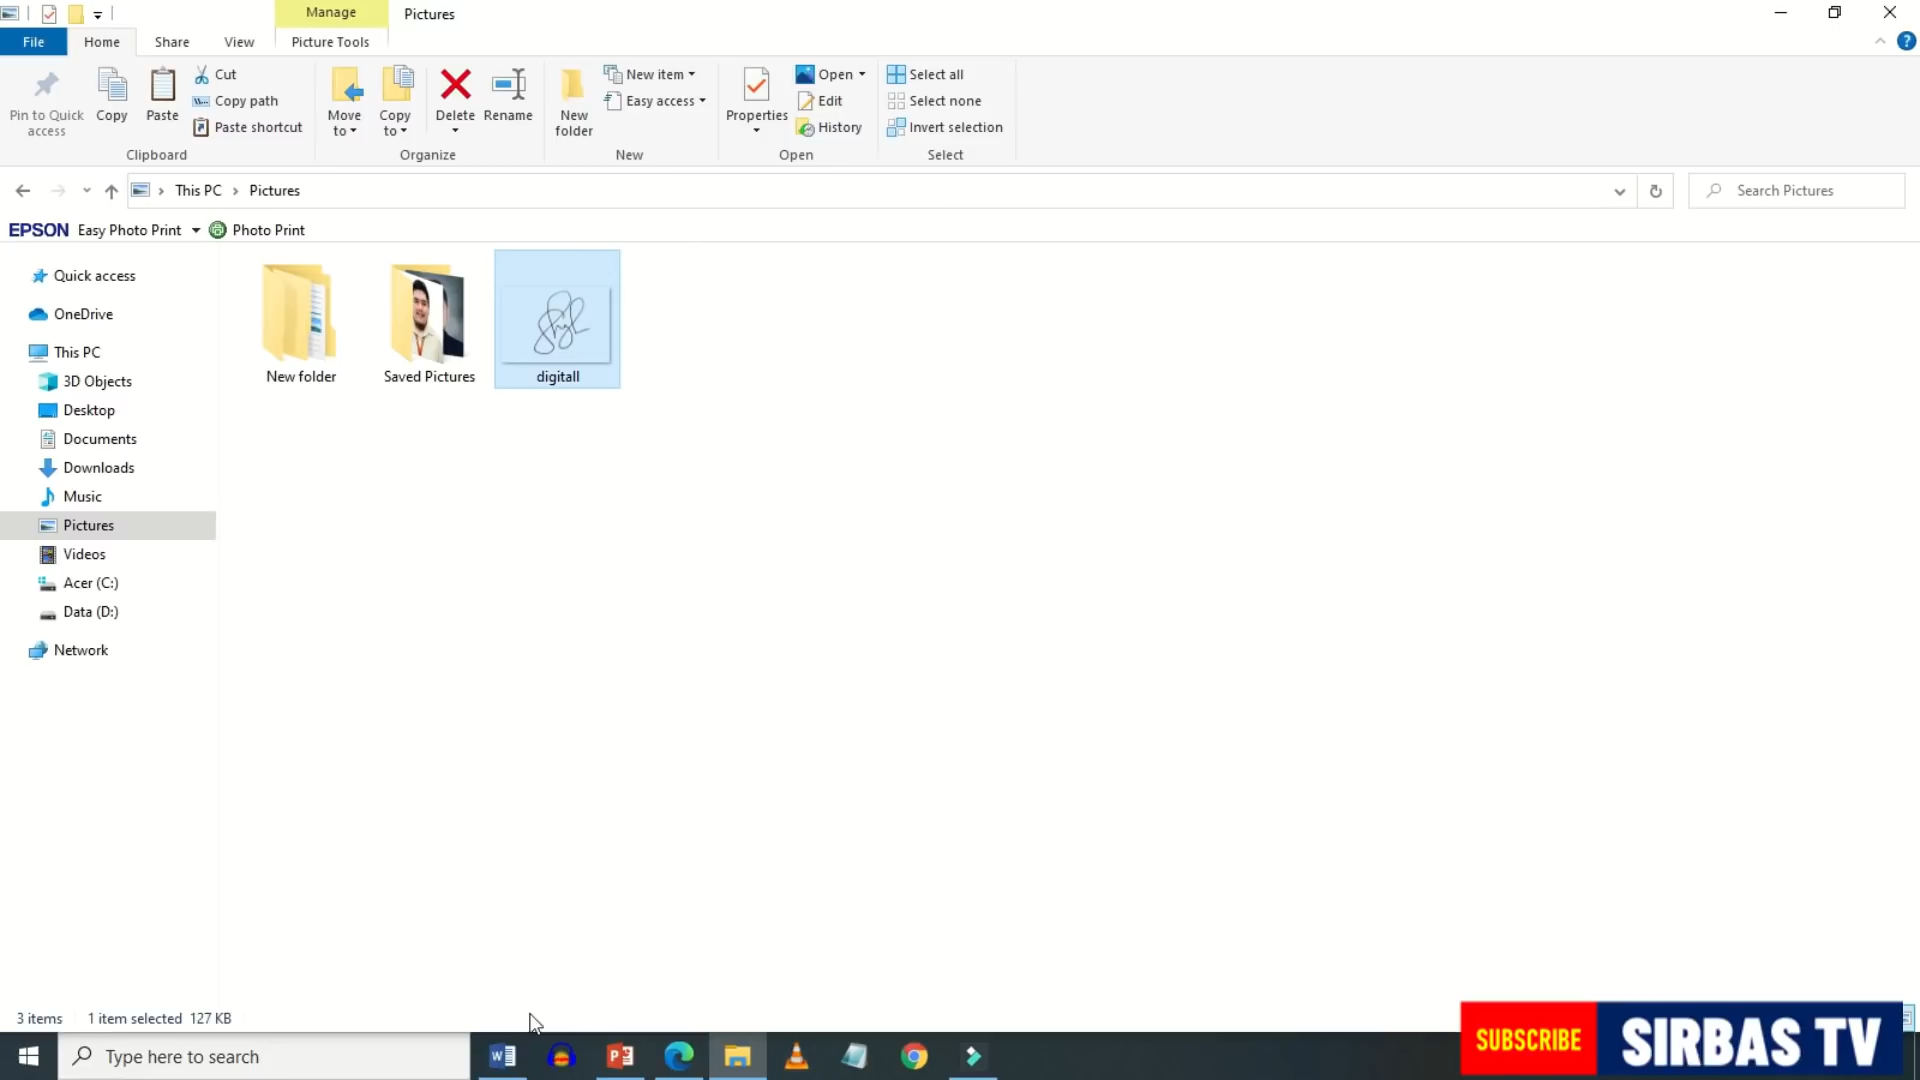 Manage
Pictures
File
Home
Share
View
Picture Tools
Pin to Quick access
Copy
Paste
Cut
Copy path
Paste shortcut
Clipboard
Move to
Copy to
Delete
Rename
Organize
New folder
New item
Easy access
New
Properties
Open
Edit
History
Open
Select all
Select none
Invert selection
Select
This PC
Pictures
Search Pictures
EPSON Easy Photo Print
Photo Print
Quick access
OneDrive
This PC
3D Objects
Desktop
Documents
Downloads
Music
Pictures
Videos
Acer (C:)
Data (D:)
Network
New folder
Saved Pictures
digitall
3 items
1 item selected 127 KB
Type here to search
SUBSCRIBE
SIRBAS TV